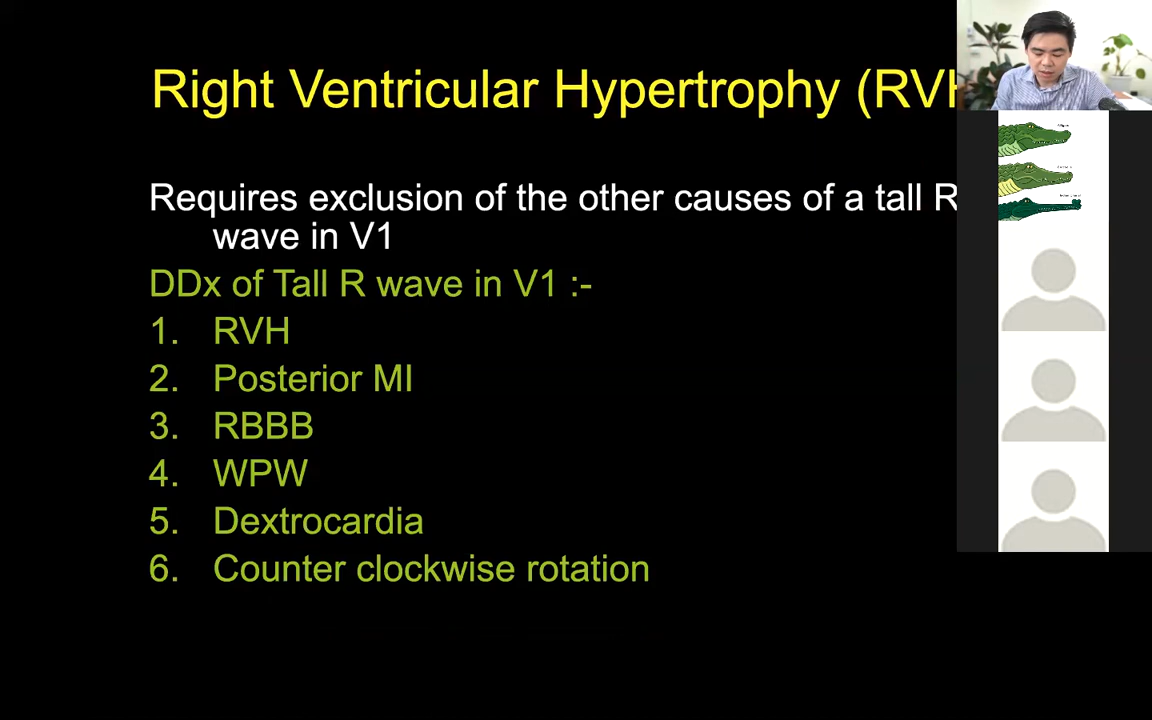 Right Ventricular Hypertrophy (RVH
Requires exclusion of the other causes of a tall R
wave in V1
DDx of Tall R wave in V1 :-
1. RVH
2. Posterior MI
3. RBBB
4. WPW
5. Dextrocardia
6. Counter clockwise rotation